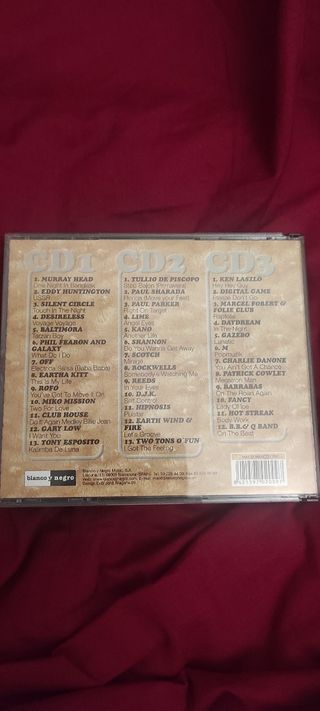 CD1
1. MURRAY HEAD
One Night In Bangkok
2. EDDY HUNTINGTON
USSR
3. SILENT CIRCLE
Touch In The Night
4. DESIRELESS
Voyage Voyage
5. BALTIMORA
Tarzan Boy
6. PHIL FEARON AND
GALAXY
What Do I Do
7. OFF
Electrica Salsa (Baba Baba)
8. EARTHA KITT
This Is My Life
9. ROFO
You've Got To Move It On
10. MIKO MISSION
Two For Love
11. CLUB HOUSE
Do It Again Medley Billie Jean
12. GARY LOW
I Want You
13. TONY ESPOSITO
Kalimba De Luna
CD2
1. TULLIO DE PISCOPO
Stop Bajon (Primavera)
2. PAUL SHARADA
Florida (Move your Feet)
3. PAUL PARKER
Right On Target
4. LIME
Angel Eyes
5. KANO
Another Life
6. SHANNON
Do You Wanna Get Away
7. SCOTCH
Mirage
8. ROCKWELLS
Somebody's Watching Me
9. REEDS
In Your Eyes
10. D.J.K.
Salt Control
11. HIPNOSIS
Pulstar
12. EARTH WIND &
FIRE
Let's Groove
13. TWO TONS O'FUN
I Got The Feeling
CD3
1. KEN LASZLO
Hey Hey Guy
2. DIGITAL GAME
Please Don't Go
3. MARCEL FOBERT &
FOLIE CLUB
4. DAYDREAM
In The Night
5. GAZEBO
Lunatic
6. M
Popmuzik
7. CHARLIE DANONE
You Ain't Got A Chance
8. PATRICK COWLEY
Megatron Man
9. BARRABAS
On The Road Again
10. FANCY
Lady Of Ice
11. HOT STREAK
Body Work
12. B.B.& Q BAND
On The Beat
blanco y negro
Blanco y Negro Music, S.A.